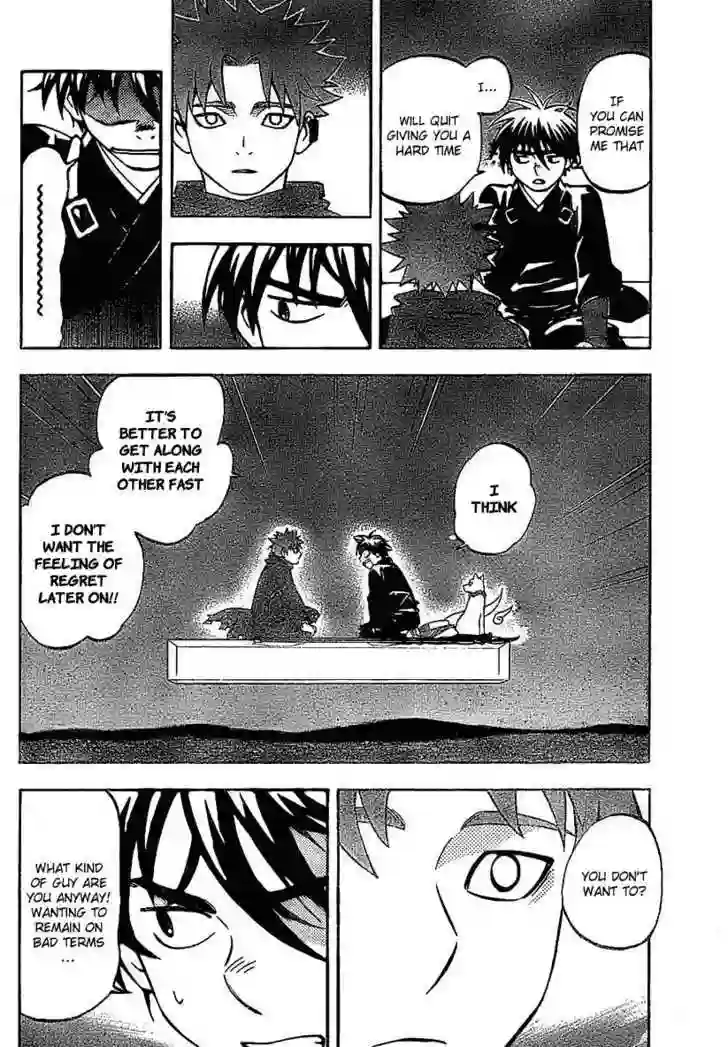 IF
YOU CAN
PROMISE
ME THAT
I...
WILL QUIT
GIVING YOU A
HARD TIME
I
THINK
IT'S
BETTER TO
GET ALONG
WITH EACH
OTHER FAST
I DON'T
WANT THE
FEELING OF
REGRET
LATER ON!!
YOU DON'T
WANT TO?
WHAT KIND
OF GUY ARE
YOU ANYWAY!
WANTING TO
REMAIN ON
BAD TERMS
...